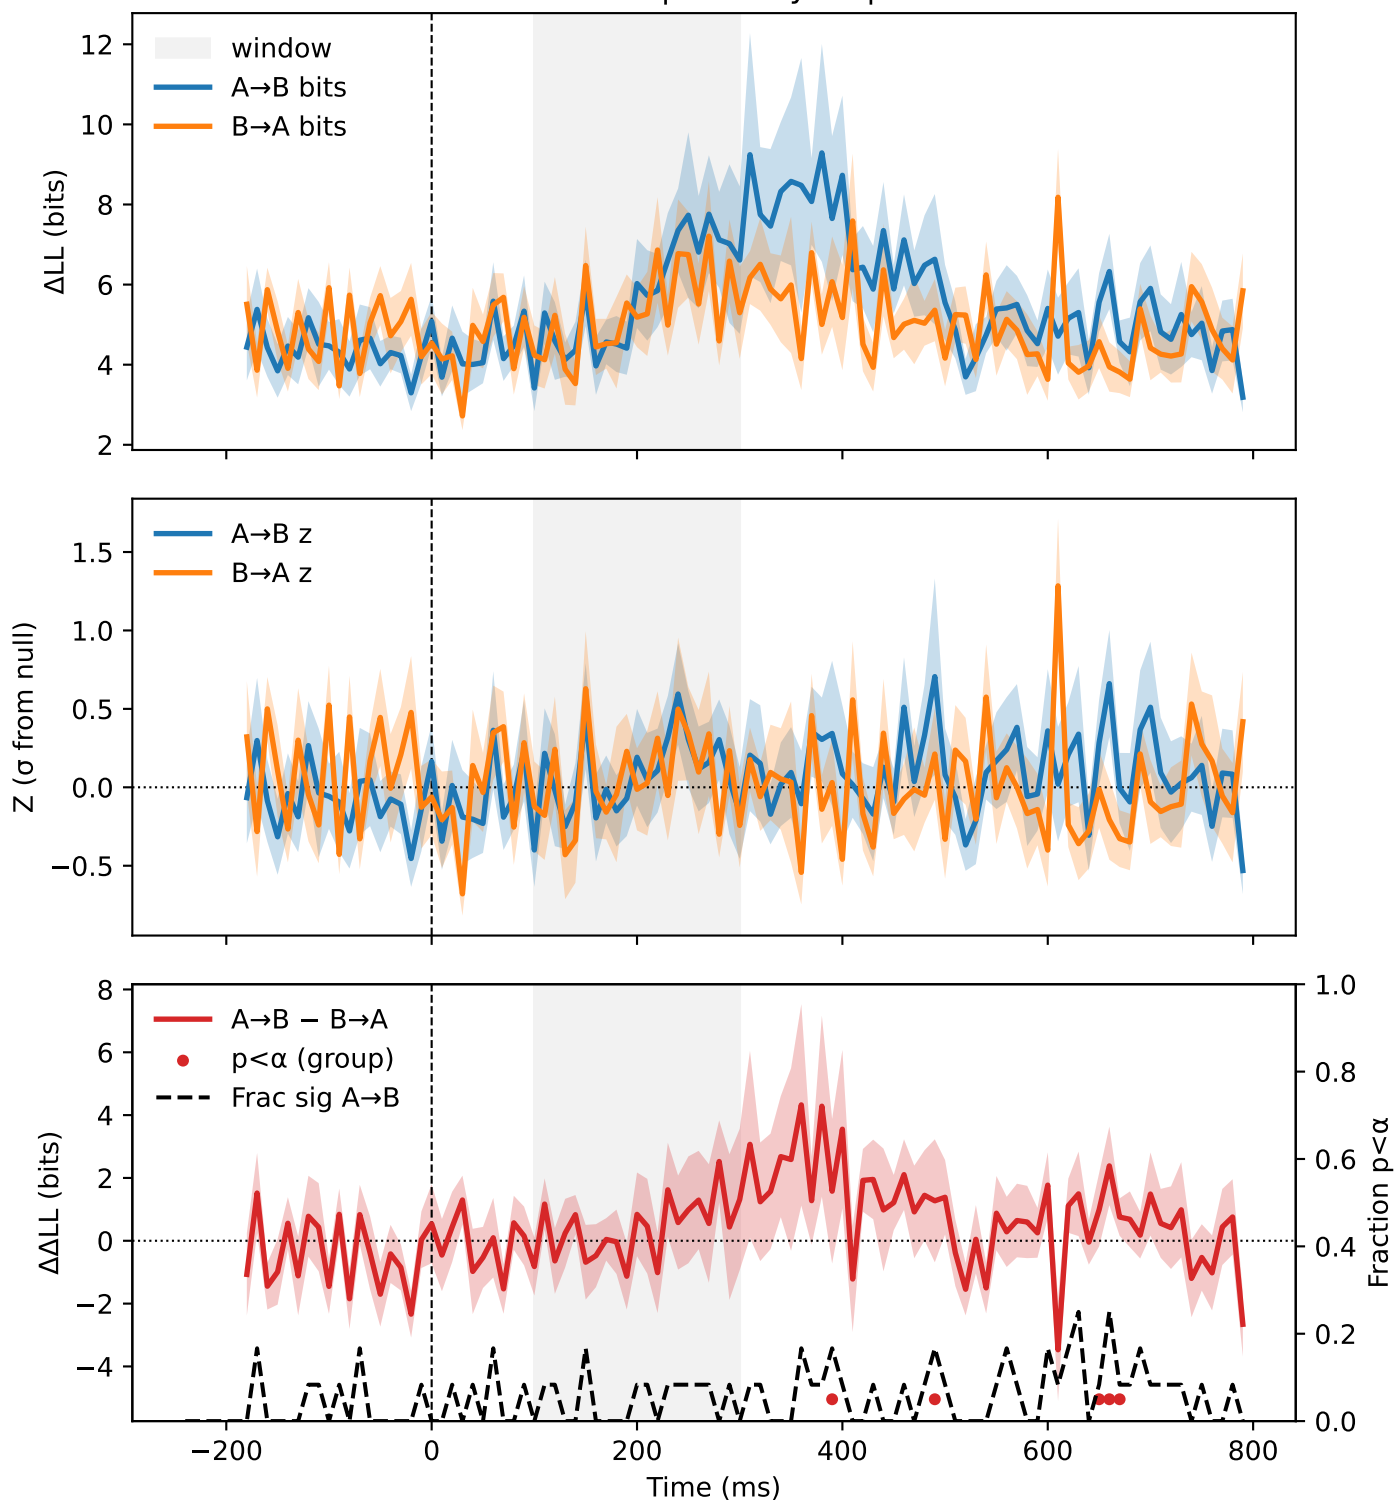 12
10
8
6
4
2
ΔLL (bits)
window
A→B bits
B→A bits
1.5
1.0
0.5
0.0
−0.5
Z (σ from null)
A→B z
B→A z
8
6
4
2
0
−2
−4
ΔΔLL (bits)
A→B − B→A
p<α (group)
Frac sig A→B
1.0
0.8
0.6
0.4
0.2
0.0
Fraction p<α
−200
0
200
400
600
800
Time (ms)